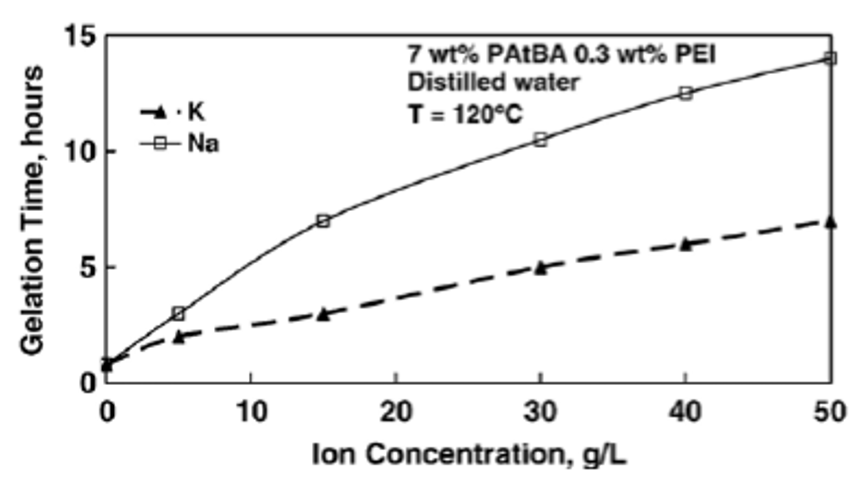 15
7 wt% PAtBA 0.3 wt% PEI
Distilled water
T = 120°C
K
Na
10
5
0
Gelation Time, hours
0 10 20 30 40 50
Ion Concentration, g/L